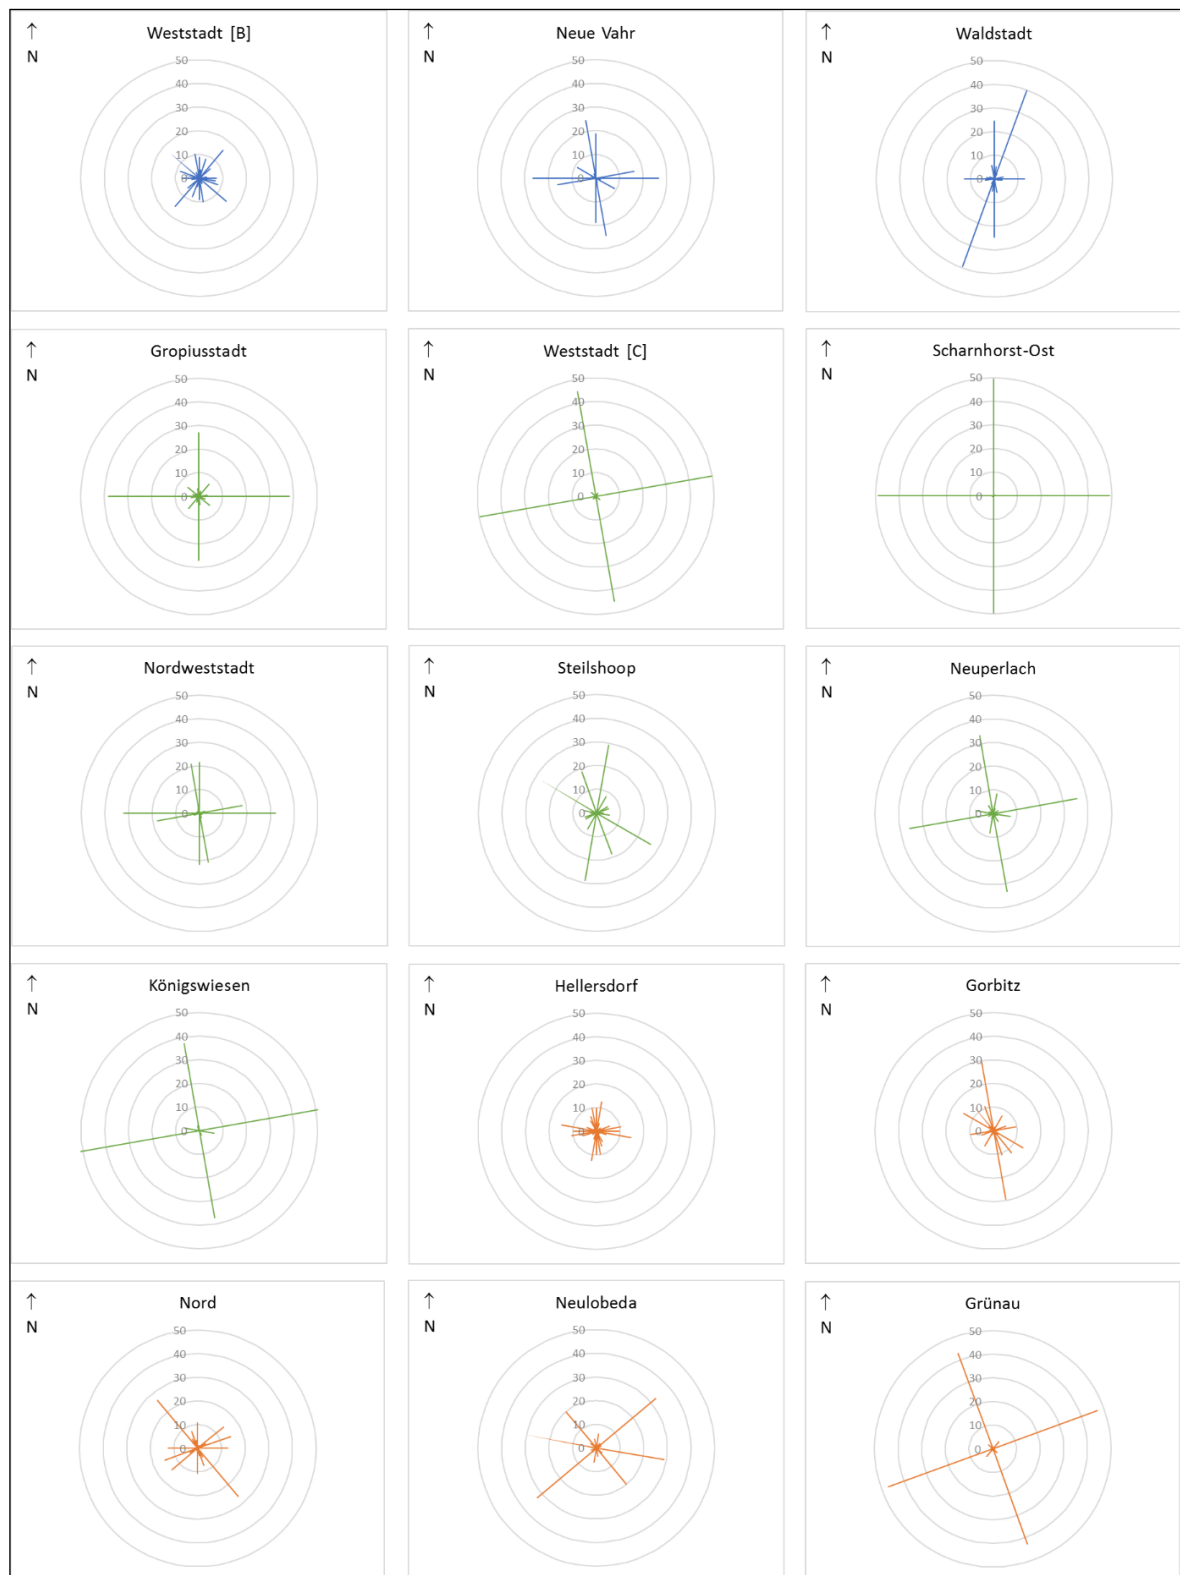 ↑ Weststadt [B] ↑ Neue Vahr ↑ Waldstadt
N N N
50 50 50
40 40 40
30 30 30
20 20 20
10 10 10
0 0 0
↑ Gropiusstadt ↑ Weststadt [C] ↑ Scharnhorst-Ost
N N N
50 50 50
40 40 40
30 30 30
20 20 20
10 10 10
0 0 0
↑ Nordweststadt ↑ Steilshoop ↑ Neuperlach
N N N
50 50 50
40 40 40
30 30 30
20 20 20
10 10 10
0 0 0
↑ Königswiesen ↑ Hellersdorf ↑ Gorbitz
N N N
50 50 50
40 40 40
30 30 30
20 20 20
10 10 10
0 0 0
↑ Nord ↑ Neulobeda ↑ Grünau
N N N
50 50 50
40 40 40
30 30 30
20 20 20
10 10 10
0 0 0